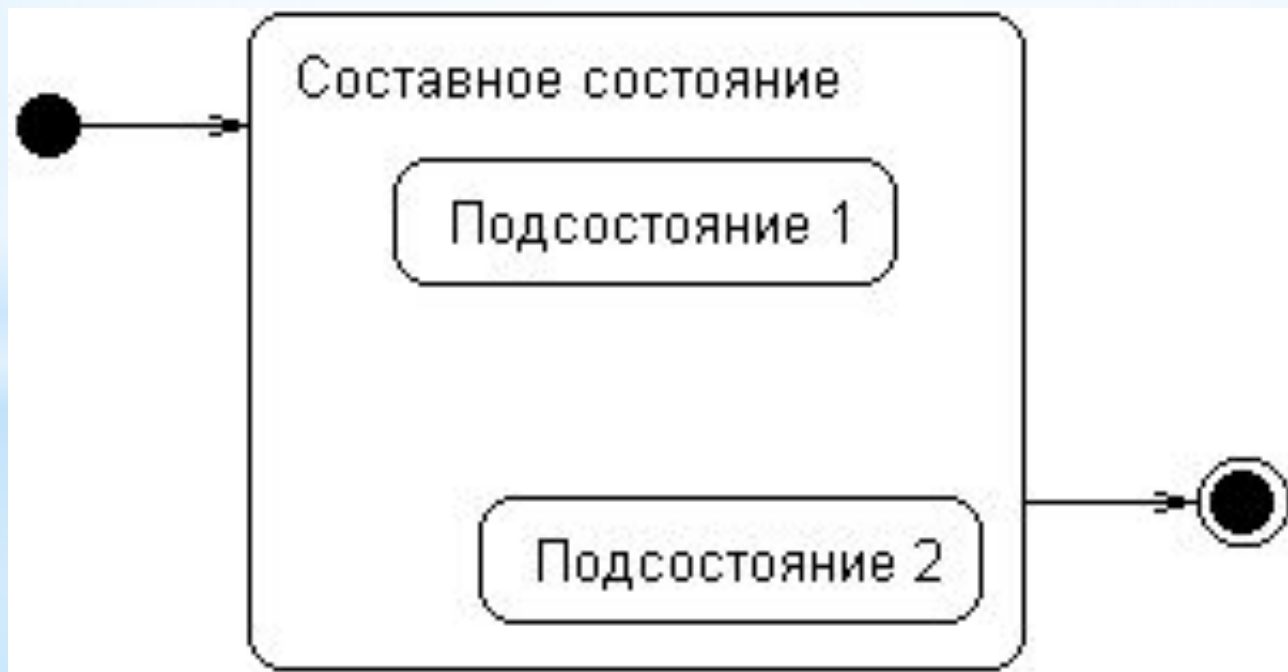 Составное состояние
Подсостояние 1
Подсостояние 2